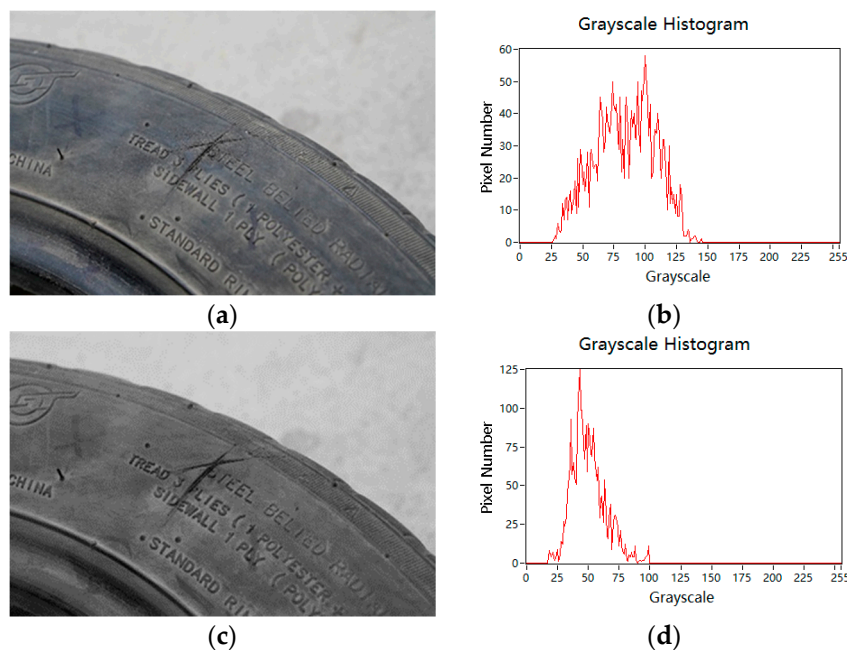 CHINA
TREAD 3 PLIES ( 1 POLYESTER +
STEEL BELTED RADIAL
SIDEWALL 1 PLY ( POLY
STANDARD RI
(a)
Grayscale Histogram
Pixel Number
60
50
40
30
20
10
0
0 25 50 75 100 125 150 175 200 225 255
Grayscale
(b)
CHINA
TREAD 3 PLIES ( 1 POLYESTER +
STEEL BELTED RADIAL
SIDEWALL 1 PLY ( POLY
STANDARD RI
(c)
Grayscale Histogram
Pixel Number
125
100
75
50
25
0
0 25 50 75 100 125 150 175 200 225 255
Grayscale
(d)